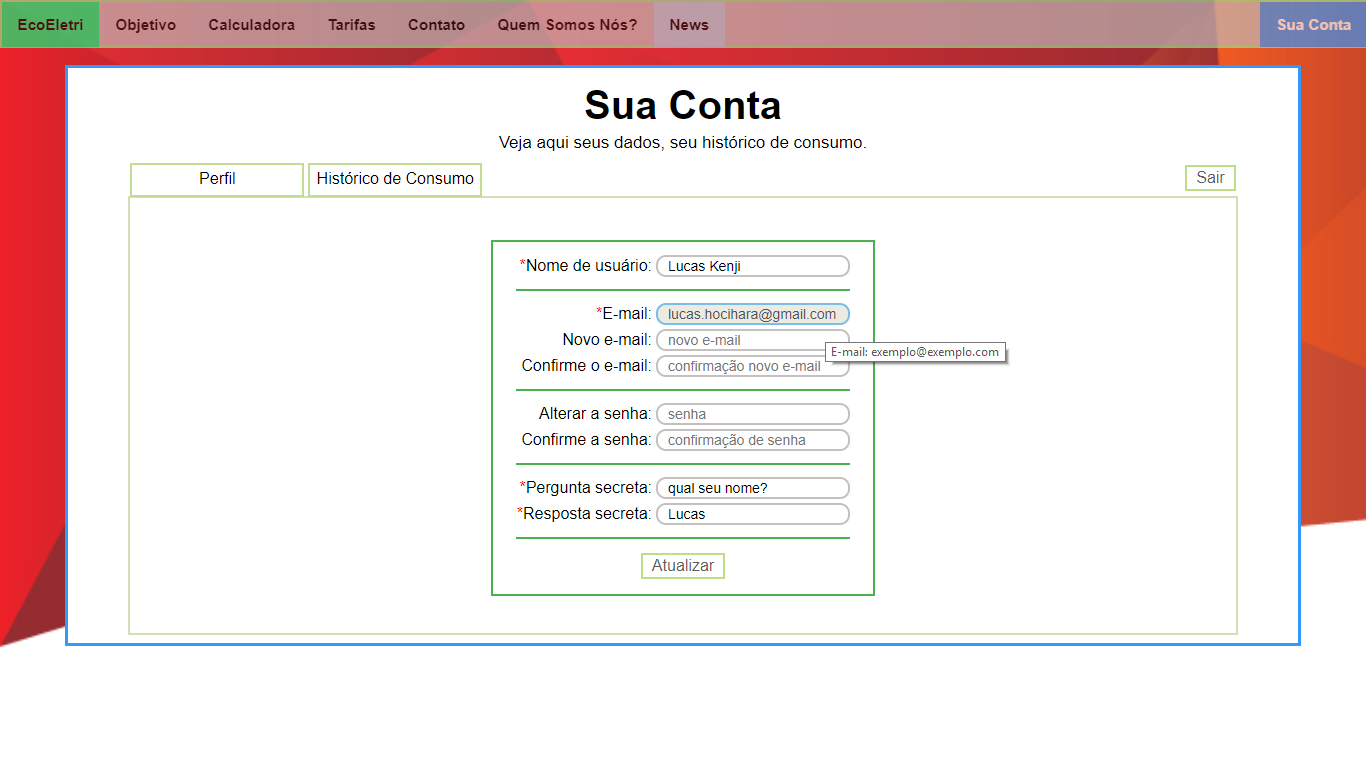 EcoEletri Objetivo Calculadora Tarifas Contato Quem Somos Nós? News Sua Conta
Sua Conta
Veja aqui seus dados, seu histórico de consumo.
Perfil Histórico de Consumo Sair
*Nome de usuário: Lucas Kenji
*E-mail: lucas.hocihara@gmail.com
Novo e-mail: novo e-mail
E-mail: exemplo@exemplo.com
Confirme o e-mail: confirmação novo e-mail
Alterar a senha: senha
Confirme a senha: confirmação de senha
*Pergunta secreta: qual seu nome?
*Resposta secreta: Lucas
Atualizar